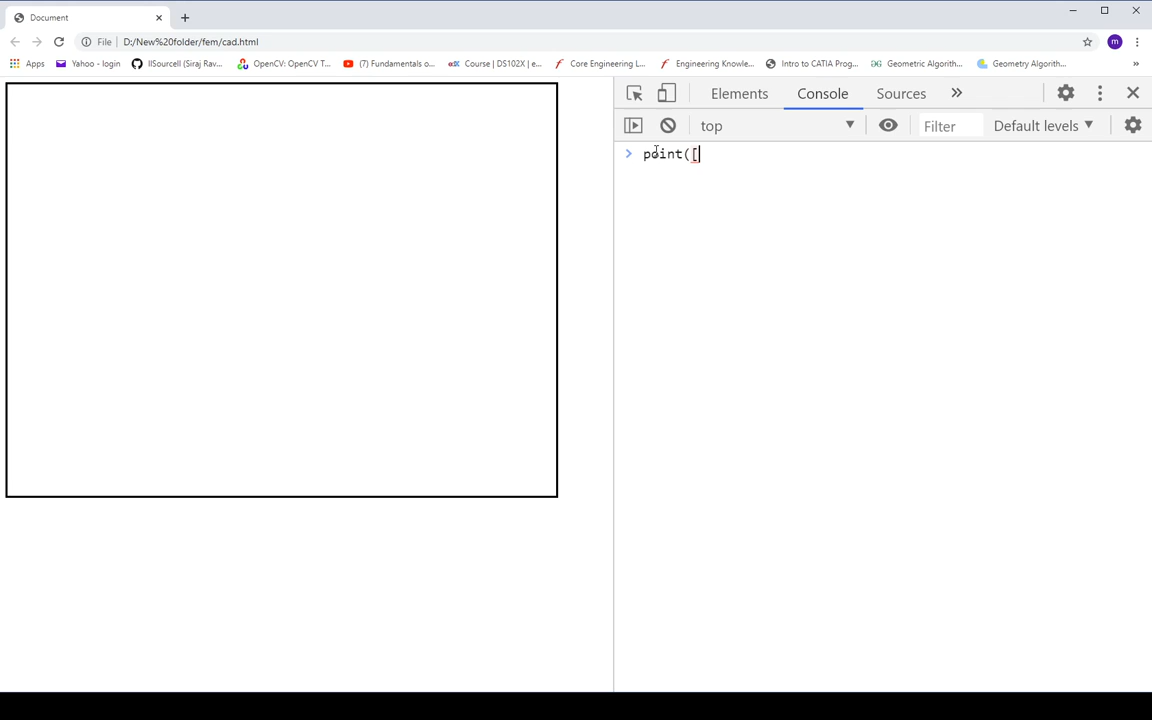 Document
File D:/New%20folder/fem/cad.html m
Apps Yahoo - login IISourcell (Siraj Rav... OpenCV: OpenCV T... (7) Fundamentals o... Course | DS102X | e... Core Engineering L... Engineering Knowle... Intro to CATIA Prog... Geometric Algorith... Geometry Algorith... »
Elements Console Sources »
top Filter Default levels
> point([